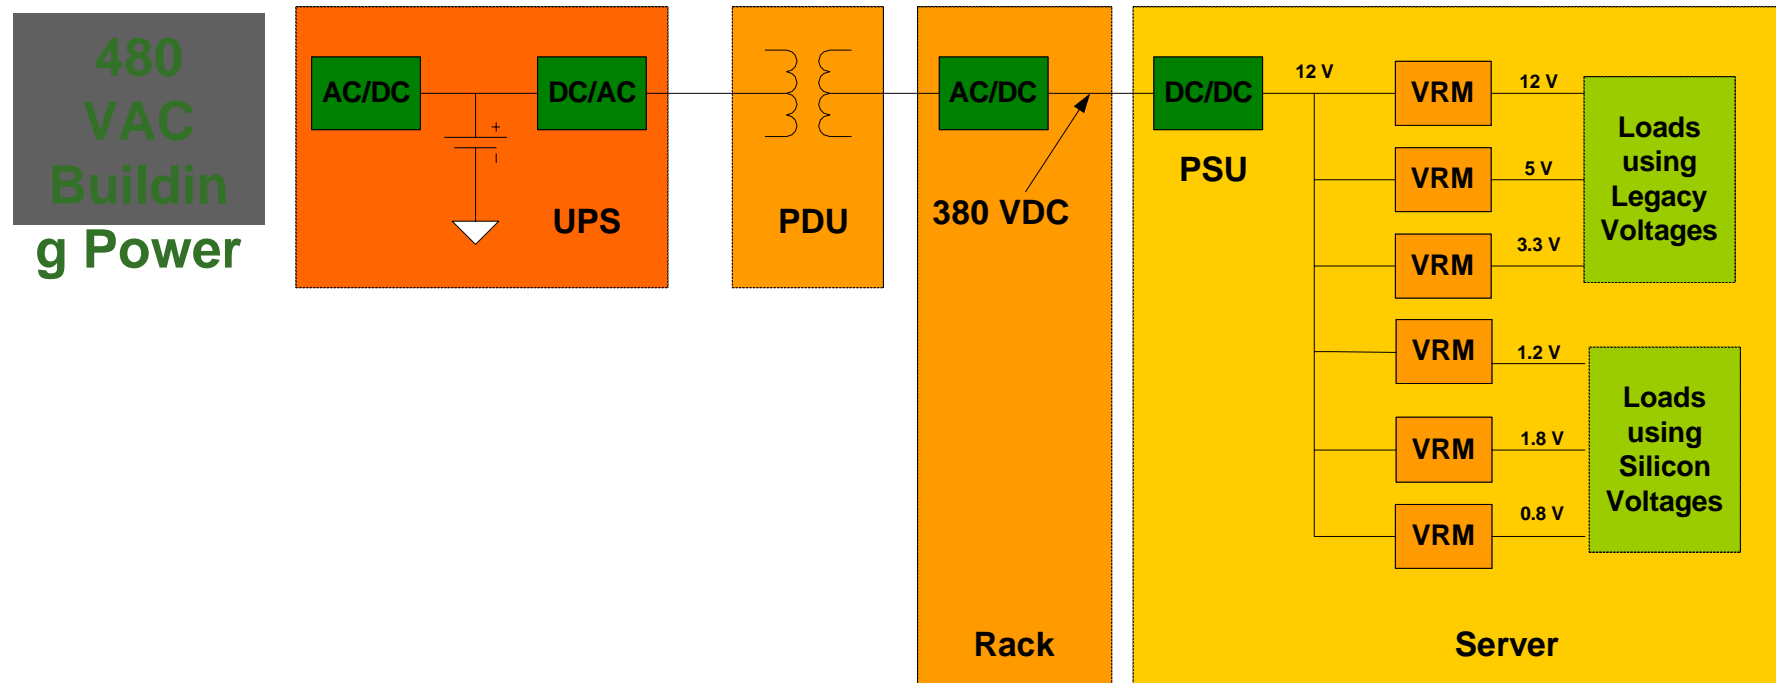 480
VAC
Buildin
g Power
AC/DC
DC/AC
+
–
UPS
PDU
AC/DC
380 VDC
Rack
DC/DC
PSU
12 V
VRM
12 V
VRM
5 V
VRM
3.3 V
Loads
using
Legacy
Voltages
VRM
1.2 V
VRM
1.8 V
VRM
0.8 V
Loads
using
Silicon
Voltages
Server